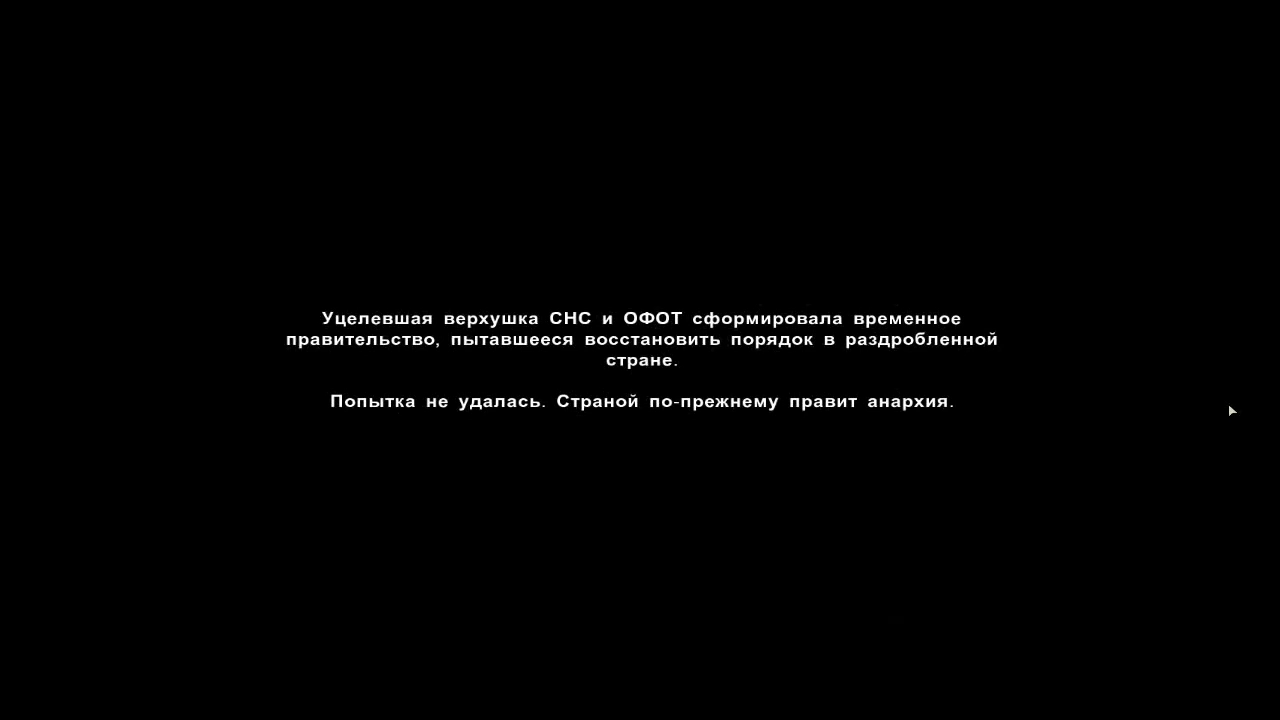 Уцелевшая верхушка СНС и ОФОТ сформировала временное
правительство, пытавшееся восстановить порядок в раздробленной
стране.
Попытка не удалась. Страной по-прежнему правит анархия.